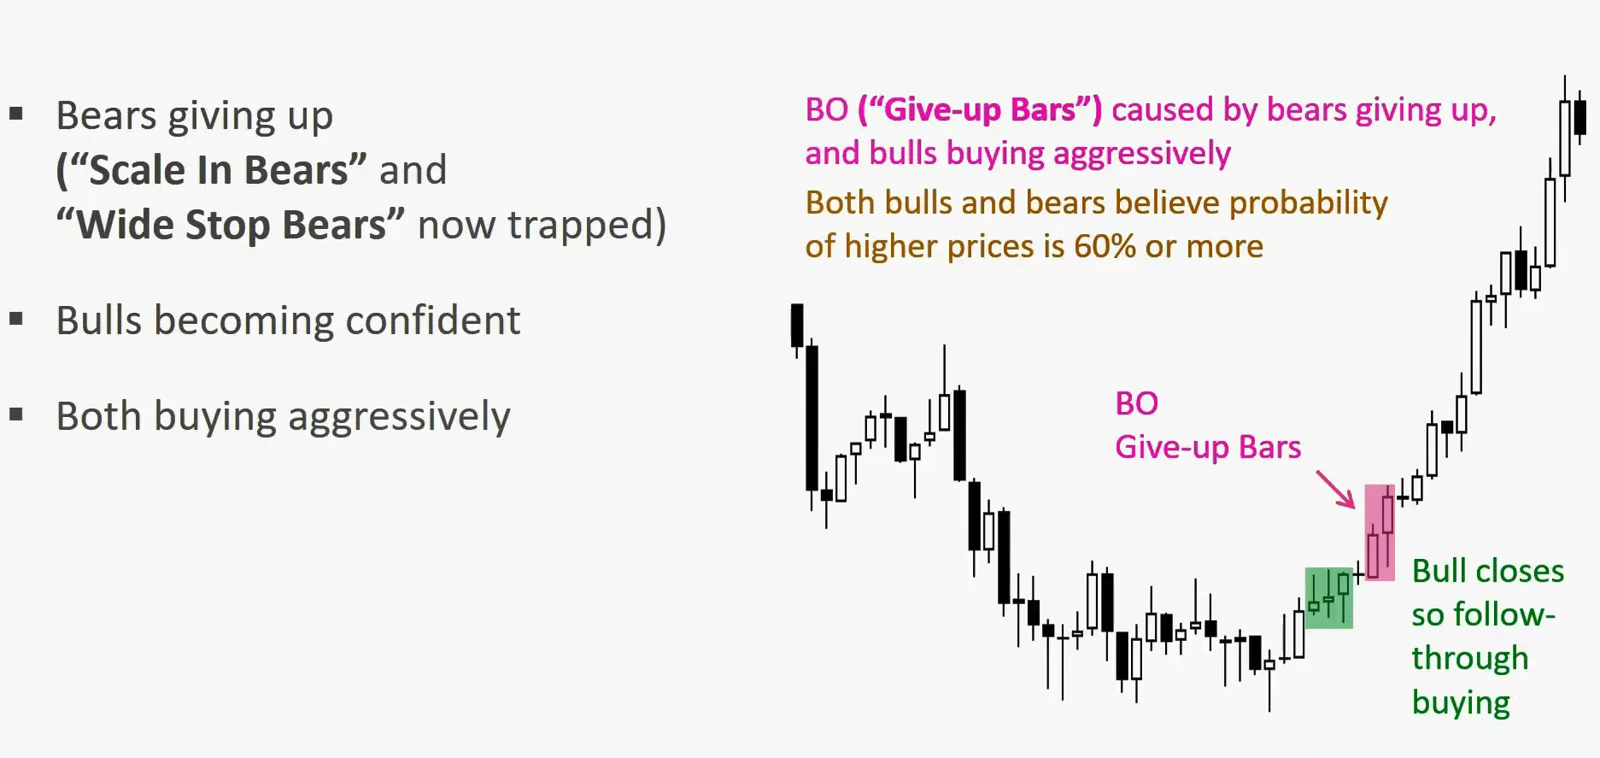 ▪ Bears giving up
(“Scale In Bears” and
“Wide Stop Bears” now trapped)
▪ Bulls becoming confident
▪ Both buying aggressively
BO (“Give-up Bars”) caused by bears giving up,
and bulls buying aggressively
Both bulls and bears believe probability
of higher prices is 60% or more
BO
Give-up Bars
Bull closes
so follow-
through
buying